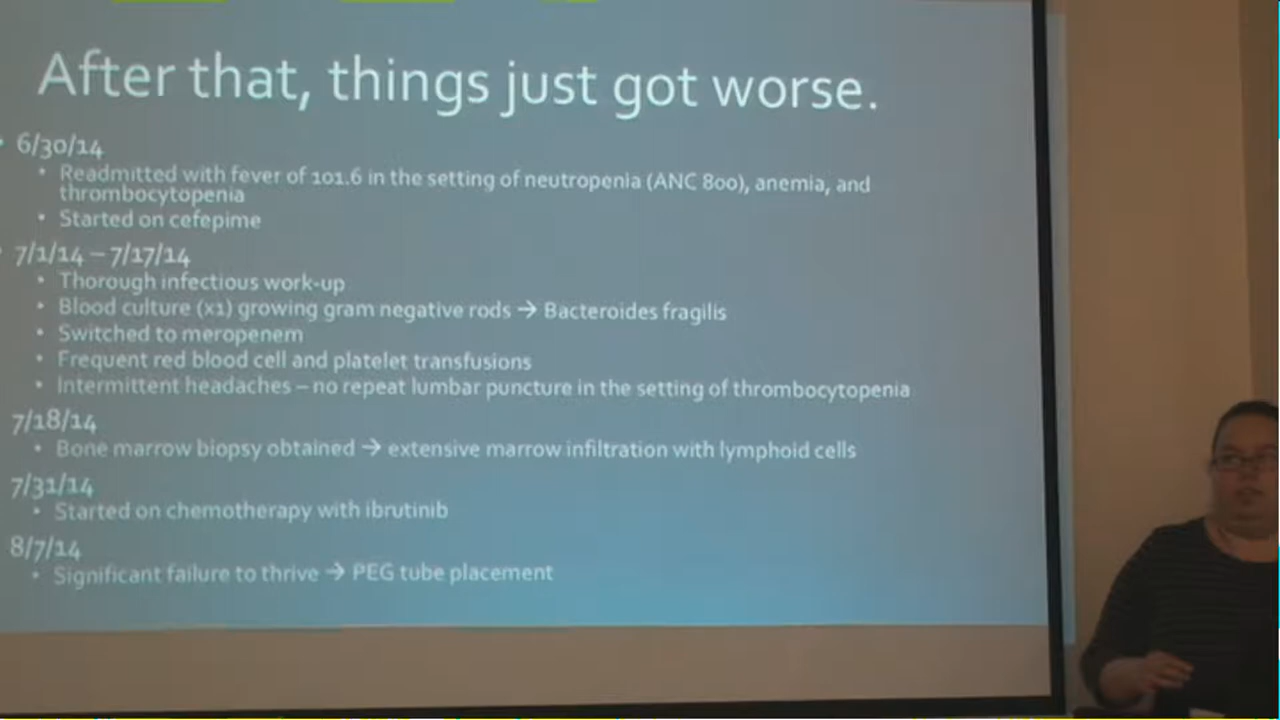 After that, things just got worse.
• 6/30/14
• Readmitted with fever of 101.6 in the setting of neutropenia (ANC 800), anemia, and
thrombocytopenia
• Started on cefepime
• 7/1/14 – 7/17/14
• Thorough infectious work-up
• Blood culture (x1) growing gram negative rods → Bacteroides fragilis
• Switched to meropenem
• Frequent red blood cell and platelet transfusions
• Intermittent headaches – no repeat lumbar puncture in the setting of thrombocytopenia
7/18/14
• Bone marrow biopsy obtained → extensive marrow infiltration with lymphoid cells
7/31/14
• Started on chemotherapy with ibrutinib
8/7/14
• Significant failure to thrive → PEG tube placement